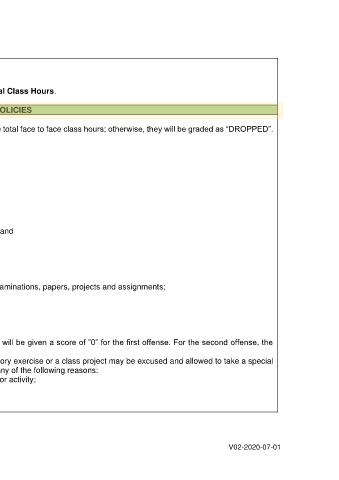 al Class Hours.
OLICIES
e total face to face class hours; otherwise, they will be graded as “DROPPED”.
and
aminations, papers, projects and assignments;
will be given a score of "0" for the first offense. For the second offense, the
ory exercise or a class project may be excused and allowed to take a special
ny of the following reasons:
or activity;
V02-2020-07-01